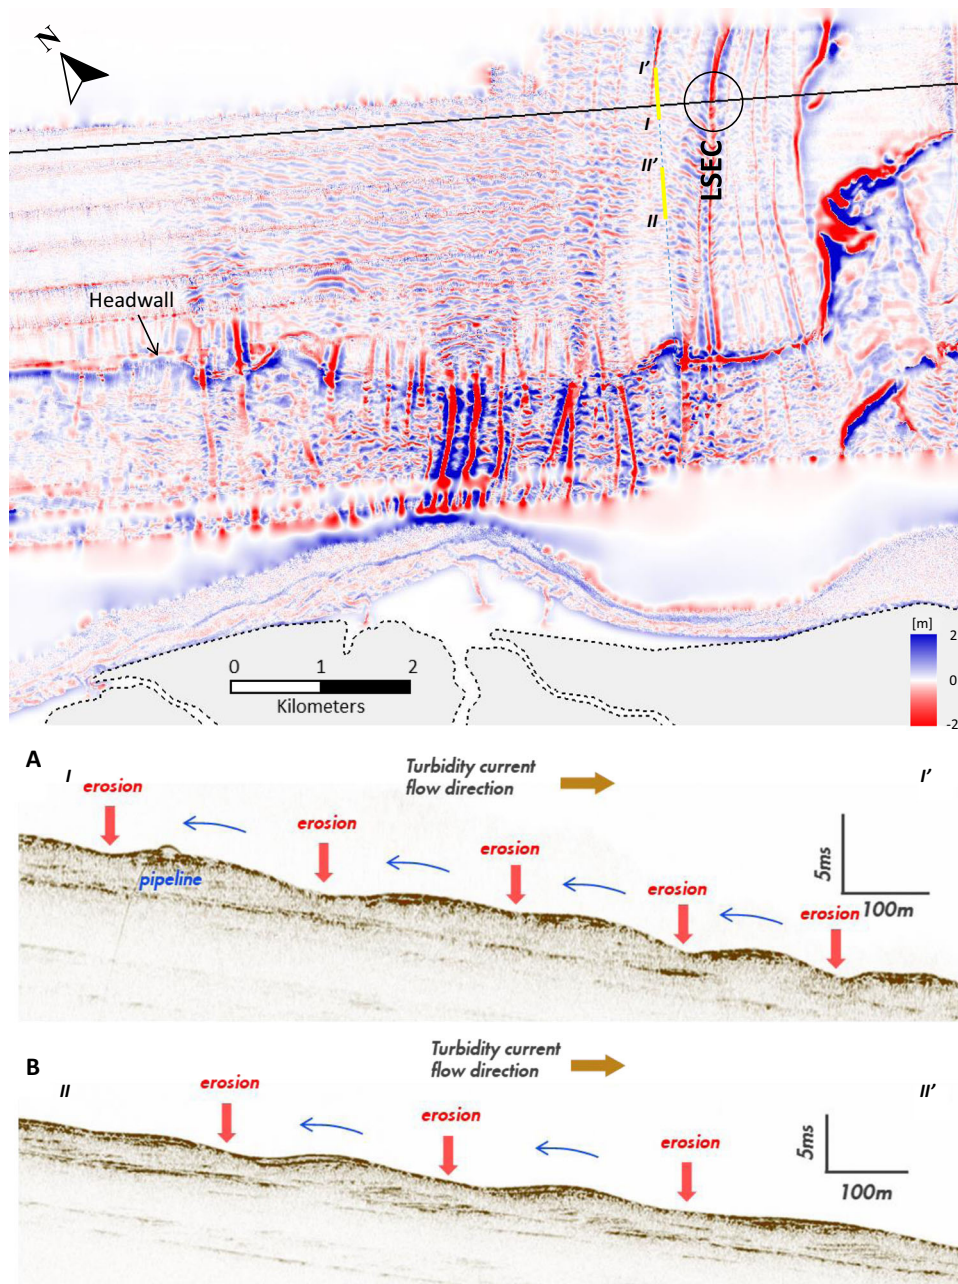 N
I'
I
LSEC
II'
II
Headwall
[m]
2
0
-2
0 1 2
Kilometers
A
I
Turbidity current
flow direction
I'
erosion
erosion
erosion
erosion
erosion
pipeline
5ms
100m
B
II
Turbidity current
flow direction
II'
erosion
erosion
erosion
5ms
100m